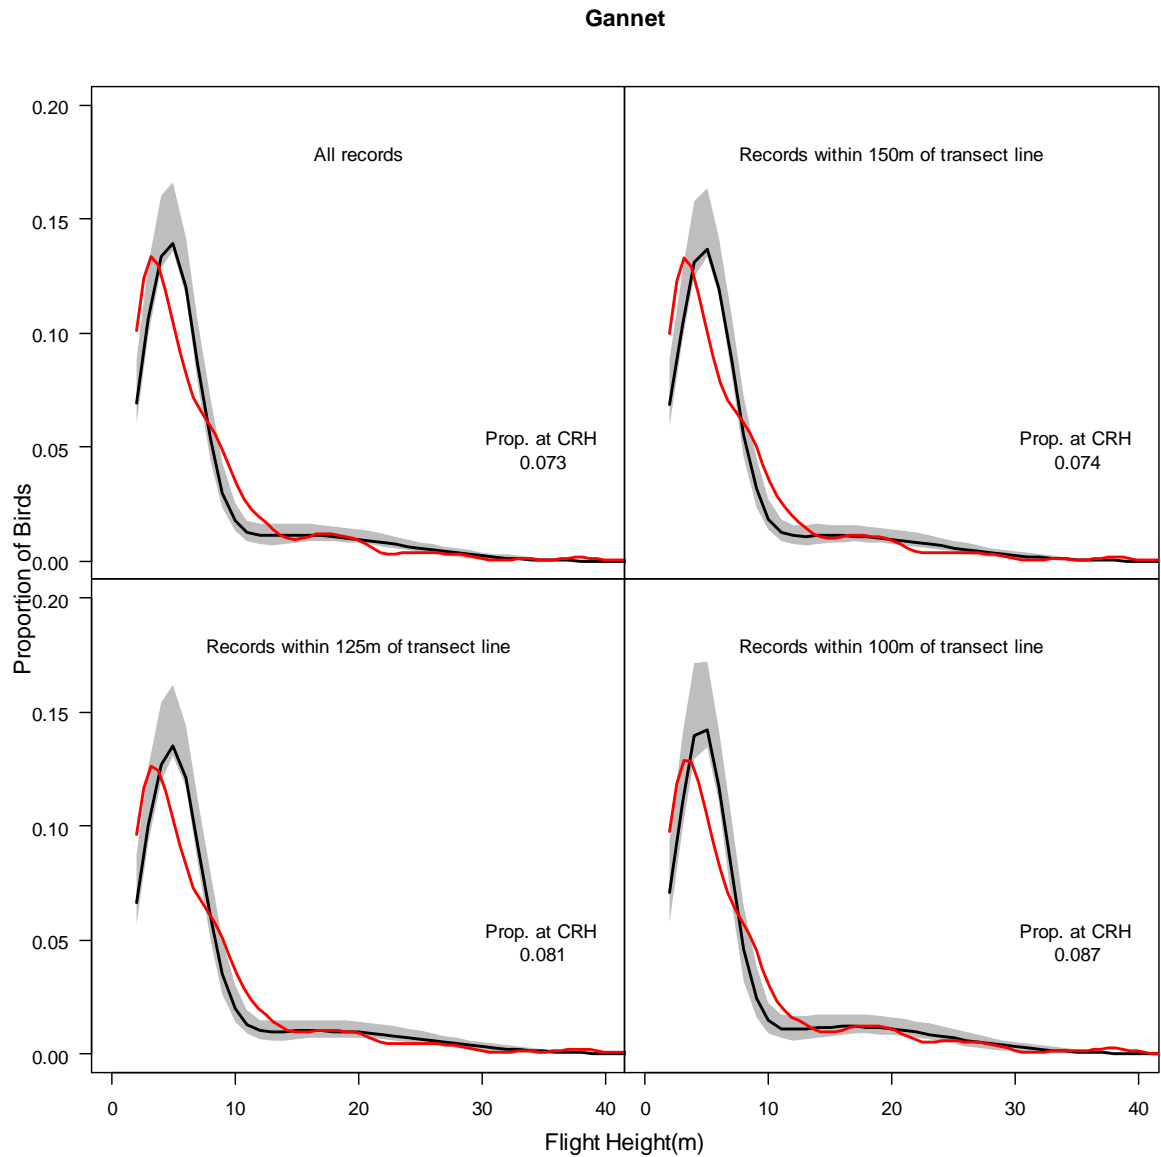 Gannet
All records
Records within 150m of transect line
0.20
0.15
0.10
0.05
0.00
Prop. at CRH
0.073
Prop. at CRH
0.074
Proportion of Birds
Records within 125m of transect line
Records within 100m of transect line
0.20
0.15
0.10
0.05
0.00
Prop. at CRH
0.081
Prop. at CRH
0.087
0 10 20 30 40 0 10 20 30 40
Flight Height(m)